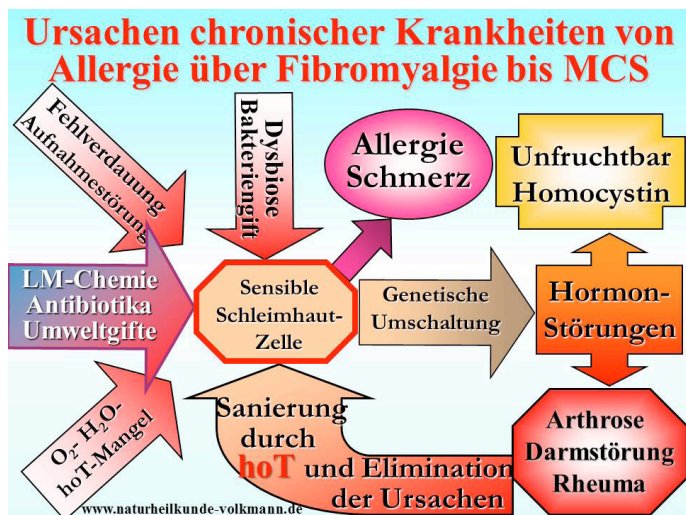 Ursachen chronischer Krankheiten von
Allergie über Fibromyalgie bis MCS
Fehlverdauung
Aufnahmestörung
Dysbiose
Bakteriengift
Allergie
Schmerz
Unfruchtbar
Homocystin
LM-Chemie
Antibiotika
Umweltgifte
Sensible
Schleimhaut-
Zelle
Genetische
Umschaltung
Hormon-
Störungen
O2- H2O-
hoT-Mangel
Sanierung
durch
hoT und Elimination
der Ursachen
Arthrose
Darmstörung
Rheuma
www.naturheilkunde-volkmann.de